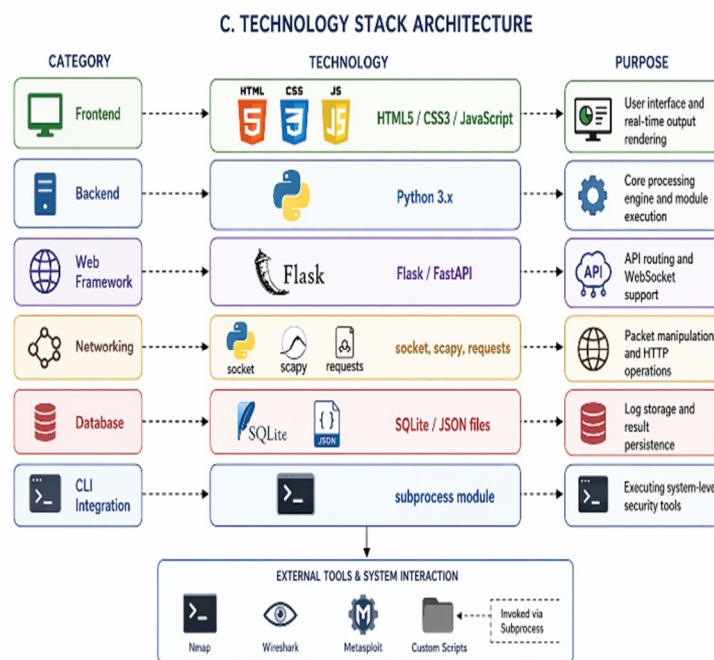 C. TECHNOLOGY STACK ARCHITECTURE
CATEGORY
TECHNOLOGY
PURPOSE
Frontend
HTML
CSS
JS
5
3
JS
HTML5 / CSS3 / JavaScript
User interface and
real-time output
rendering
Backend
Python 3.x
Core processing
engine and module
execution
Web
Framework
Flask
Flask / FastAPI
API
API routing and
WebSocket
support
Networking
socket
scapy
requests
socket, scapy, requests
Packet manipulation
and HTTP
operations
Database
SQLite
{ }
JSON
SQLite / JSON files
Log storage and
result
persistence
CLI
Integration
subprocess module
Executing system-leve
security tools
EXTERNAL TOOLS & SYSTEM INTERACTION
Nmap
Wireshark
M
Metasploit
Custom Scripts
Invoked via
Subprocess